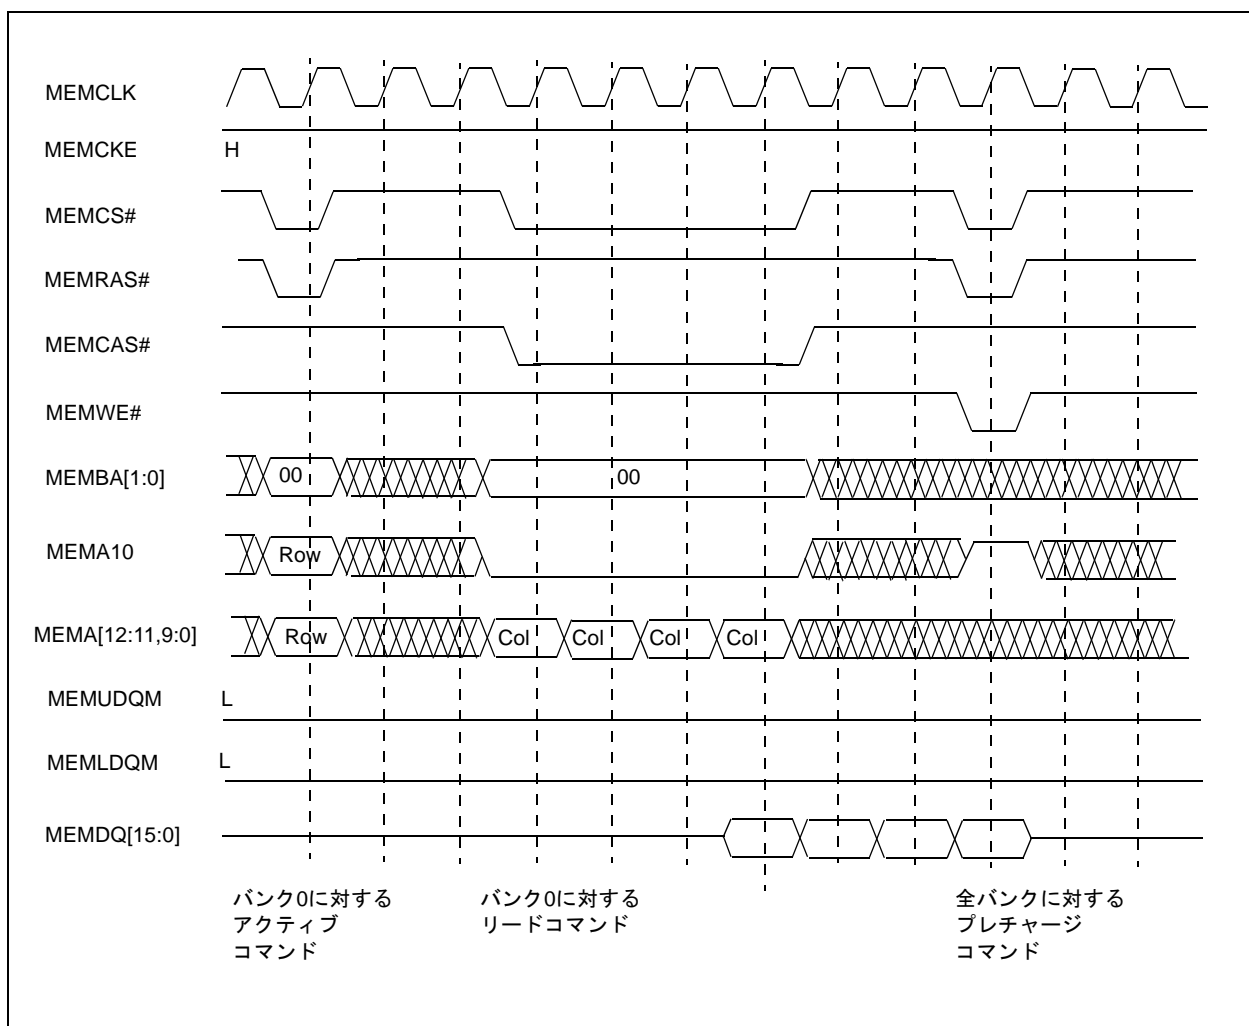 MEMCLK
MEMCKE
H
MEMCS#
MEMRAS#
MEMCAS#
MEMWE#
MEMBA[1:0]
00
00
MEMA10
Row
MEMA[12:11,9:0]
Row
Col
Col
Col
Col
MEMUDQM
L
MEMLDQM
L
MEMDQ[15:0]
バンク0に対する
アクティブ
コマンド
バンク0に対する
リードコマンド
全バンクに対する
プレチャージ
コマンド